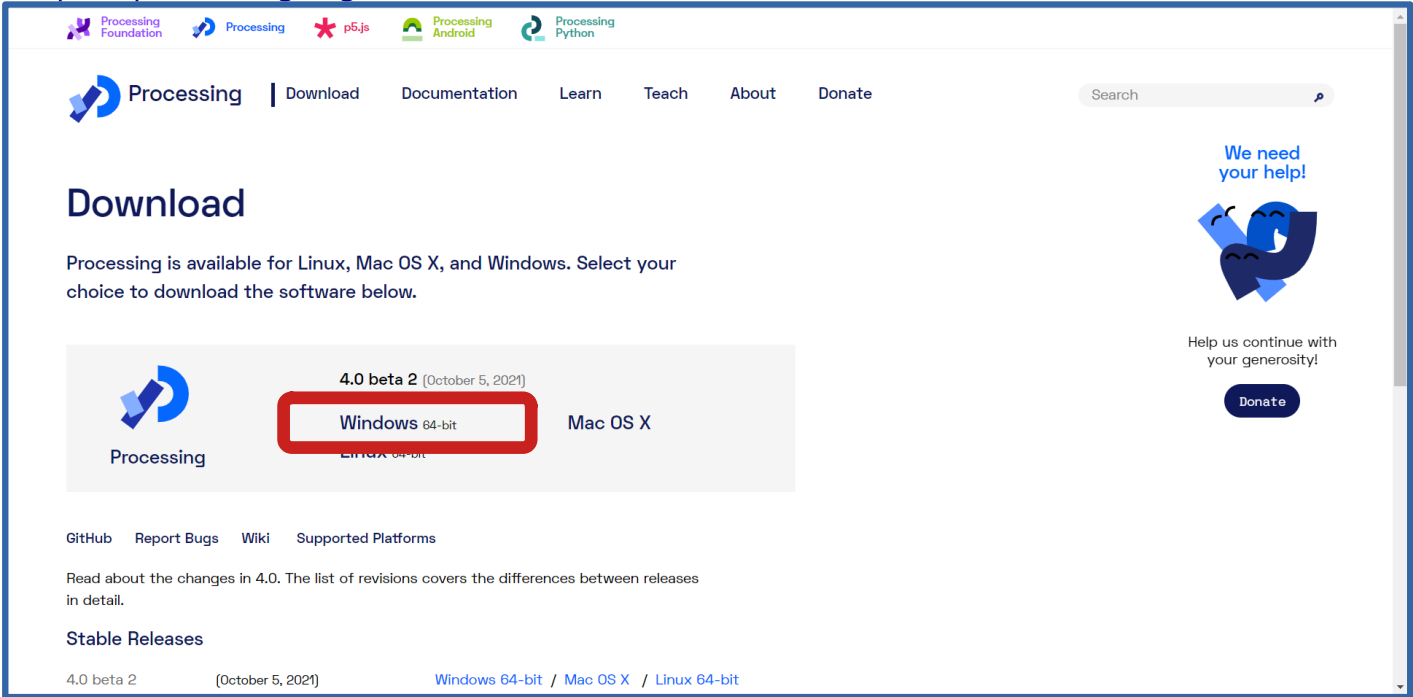 Processing Foundation
Processing
p5.js
Processing Android
Processing Python
Processing
Download
Documentation
Learn
Teach
About
Donate
Search
We need
your help!
Download
Processing is available for Linux, Mac OS X, and Windows. Select your
choice to download the software below.
Help us continue with
your generosity!
Donate
4.0 beta 2 (October 5, 2021)
Windows 64-bit
Mac OS X
Linux 64-bit
Processing
GitHub Report Bugs Wiki Supported Platforms
Read about the changes in 4.0. The list of revisions covers the differences between releases
in detail.
Stable Releases
4.0 beta 2 (October 5, 2021) Windows 64-bit / Mac OS X / Linux 64-bit